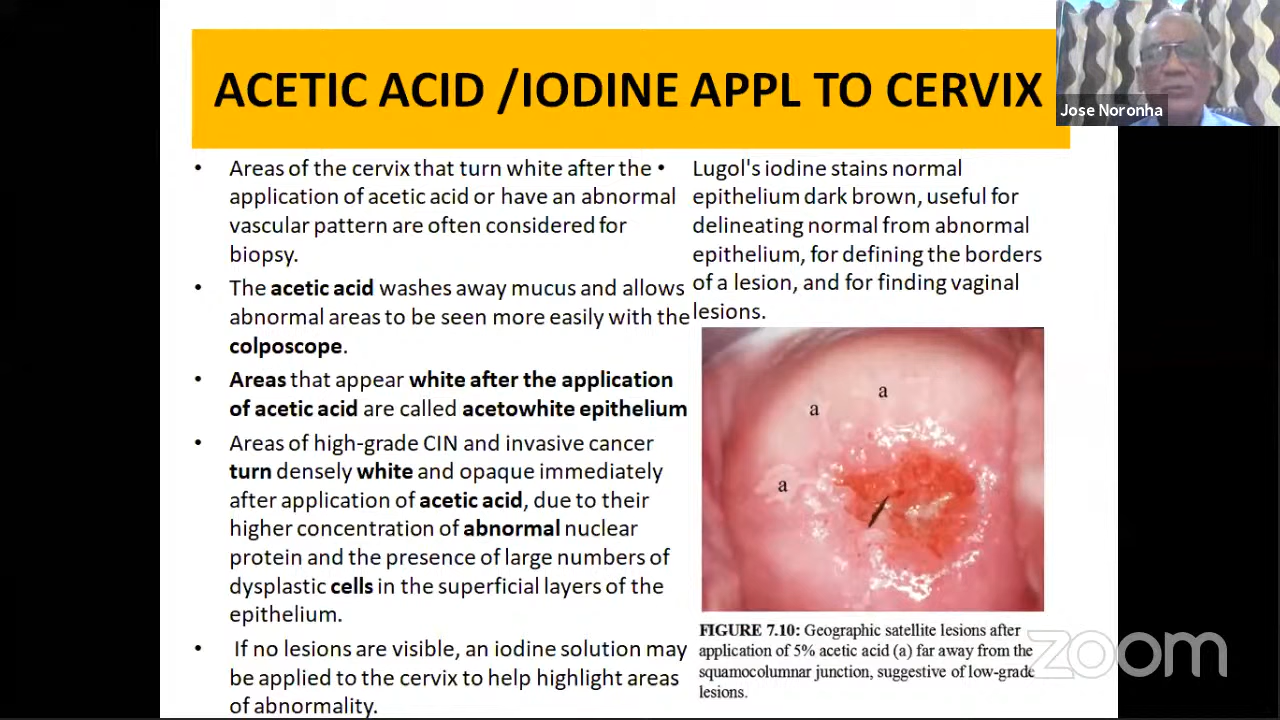 ACETIC ACID /IODINE APPL TO CERVIX
Jose Noronha
• Areas of the cervix that turn white after the
application of acetic acid or have an abnormal
vascular pattern are often considered for
biopsy.
• The acetic acid washes away mucus and allows
abnormal areas to be seen more easily with the
colposcope.
• Areas that appear white after the application
of acetic acid are called acetowhite epithelium
• Areas of high-grade CIN and invasive cancer
turn densely white and opaque immediately
after application of acetic acid, due to their
higher concentration of abnormal nuclear
protein and the presence of large numbers of
dysplastic cells in the superficial layers of the
epithelium.
• If no lesions are visible, an iodine solution may
be applied to the cervix to help highlight areas
of abnormality.
• Lugol's iodine stains normal
epithelium dark brown, useful for
delineating normal from abnormal
epithelium, for defining the borders
of a lesion, and for finding vaginal
lesions.
a
a
a
FIGURE 7.10: Geographic satellite lesions after
application of 5% acetic acid (a) far away from the
squamocolumnar junction, suggestive of low-grade
lesions.
zoom